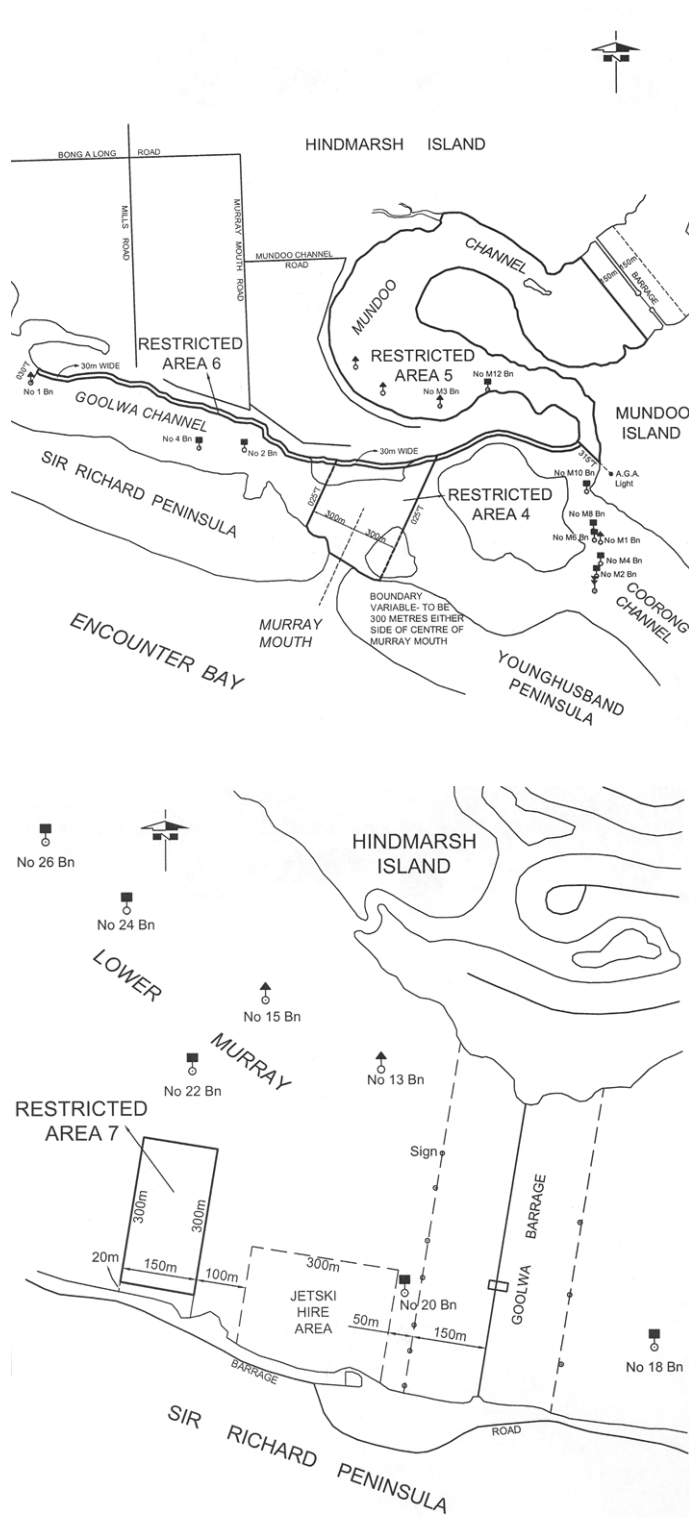 N
HINDMARSH ISLAND
BONG A LONG ROAD
MILLS ROAD
MURRAY MOUTH ROAD
MUNDOO CHANNEL
ROAD
MUNDOO
CHANNEL
150m
150m
BARRAGE
RESTRICTED
AREA 6
RESTRICTED
AREA 5
030°T
30m WIDE
No 1 Bn
GOOLWA CHANNEL
No M12 Bn
No M3 Bn
MUNDOO
ISLAND
No 4 Bn
No 2 Bn
30m WIDE
315°T
A.G.A.
Light
SIR RICHARD PENINSULA
No M10 Bn
025°T
025°T
RESTRICTED
AREA 4
300m
300m
No M8 Bn
No M6 Bn
No M1 Bn
No M4 Bn
No M2 Bn
COORONG
CHANNEL
BOUNDARY
VARIABLE- TO BE
300 METRES EITHER
SIDE OF CENTRE OF
MURRAY MOUTH
MURRAY
MOUTH
ENCOUNTER BAY
YOUNGHUSBAND
PENINSULA
N
No 26 Bn
HINDMARSH
ISLAND
No 24 Bn
LOWER
MURRAY
No 15 Bn
No 22 Bn
No 13 Bn
RESTRICTED
AREA 7
Sign
300m
300m
20m
150m
100m
300m
JETSKI
HIRE
AREA
No 20 Bn
50m
150m
GOOLWA BARRAGE
No 18 Bn
BARRAGE
ROAD
SIR RICHARD PENINSULA